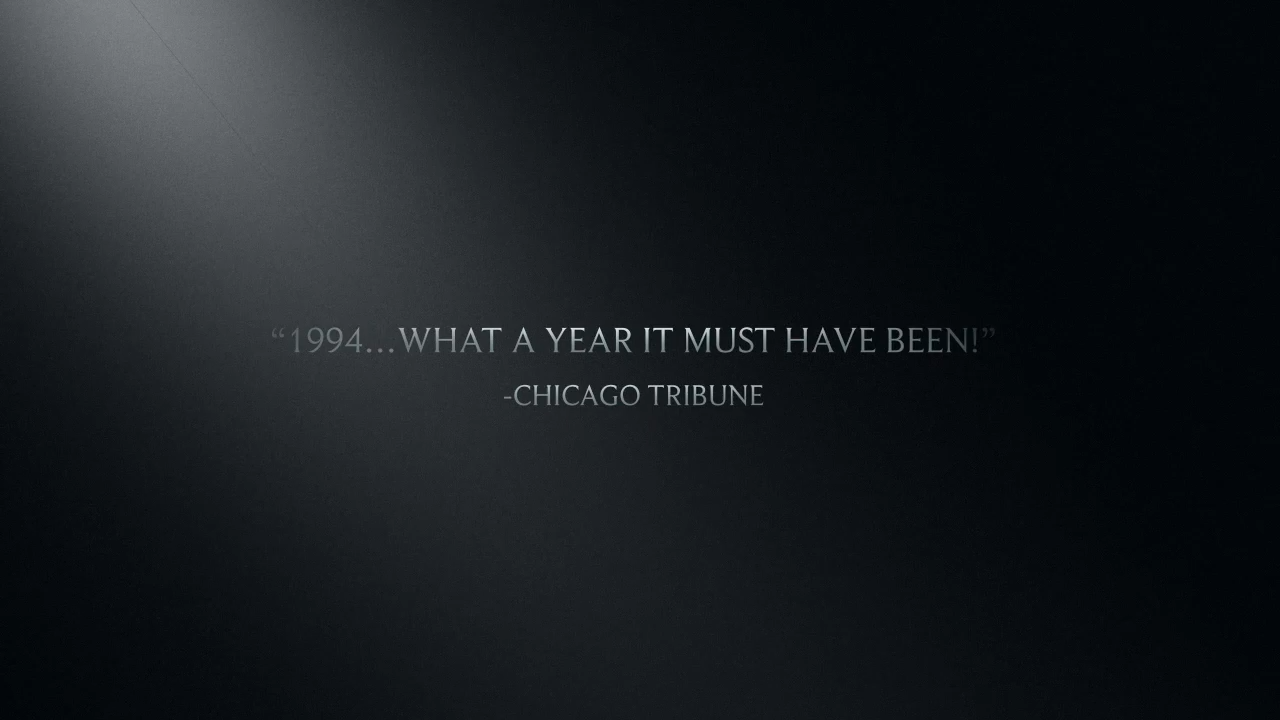 “1994...WHAT A YEAR IT MUST HAVE BEEN!”
-CHICAGO TRIBUNE